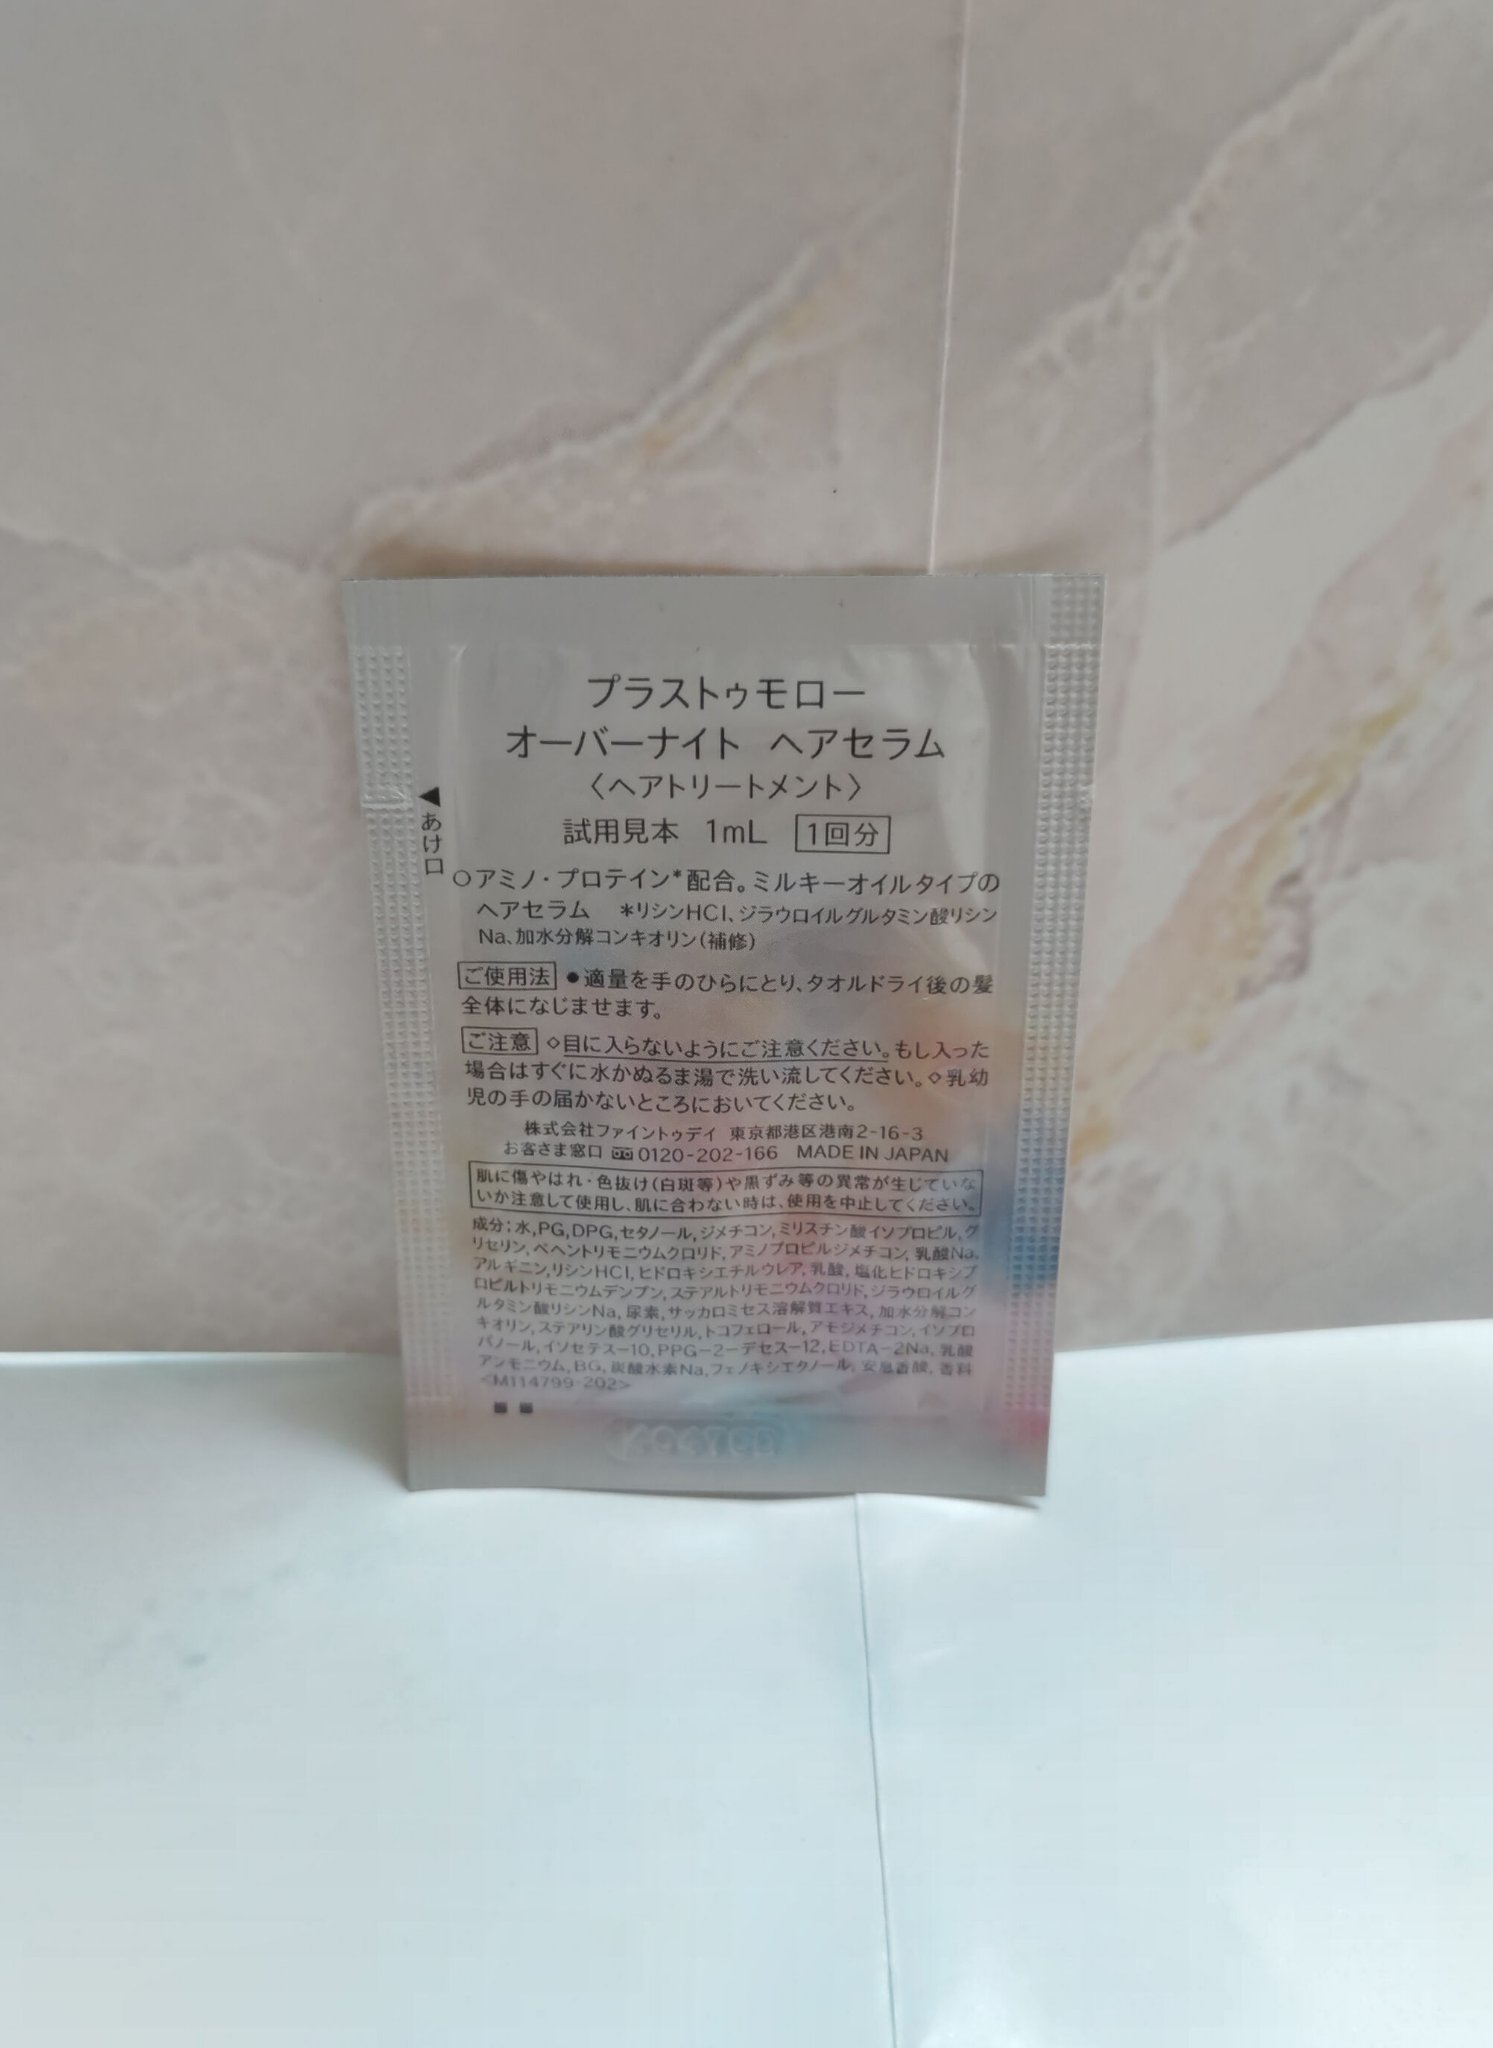 プラストゥモロー
オーバーナイト ヘアセラム
〈ヘアトリートメント〉
試用見本 1mL 1回分
◀あけ口
○アミノ・プロテイン*配合。ミルキーオイルタイプの
ヘアセラム *リシンHCl、ジラウロイルグルタミン酸リシン
Na、加水分解コンキオリン(補修)
ご使用法 ●適量を手のひらにとり、タオルドライ後の髪
全体になじませます。
ご注意 ◇目に入らないようにご注意ください。もし入った
場合はすぐに水かぬるま湯で洗い流してください。◇乳幼
児の手の届かないところにおいてください。
株式会社ファイントゥデイ 東京都港区港南2-16-3
お客さま窓口 0120-202-166 MADE IN JAPAN
肌に傷やはれ・色抜け(白斑等)や黒ずみ等の異常が生じていな
いか注意して使用し、肌に合わない時は、使用を中止してください。
成分:水,PG,DPG,セタノール,ジメチコン,ミリスチン酸イソプロピル,グ
リセリン,ベヘントリモニウムクロリド,アミノプロピルジメチコン,乳酸Na,
アルギニン,リシンHCl,ヒドロキシエチルウレア,乳酸,塩化ヒドロキシプ
ロピルトリモニウムデンプン,ステアルトリモニウムクロリド,ジラウロイルグ
ルタミン酸リシンNa,尿素,サッカロミセス溶解質エキス,加水分解コン
キオリン,ステアリン酸グリセリル,トコフェロール,アモジメチコン,イソプロ
パノール,イソセテス-10,PPG-2-デセス-12,EDTA-2Na,乳酸
アンモニウム,BG,炭酸水素Na,フェノキシエタノール,安息香酸,香料
<M114799-202>